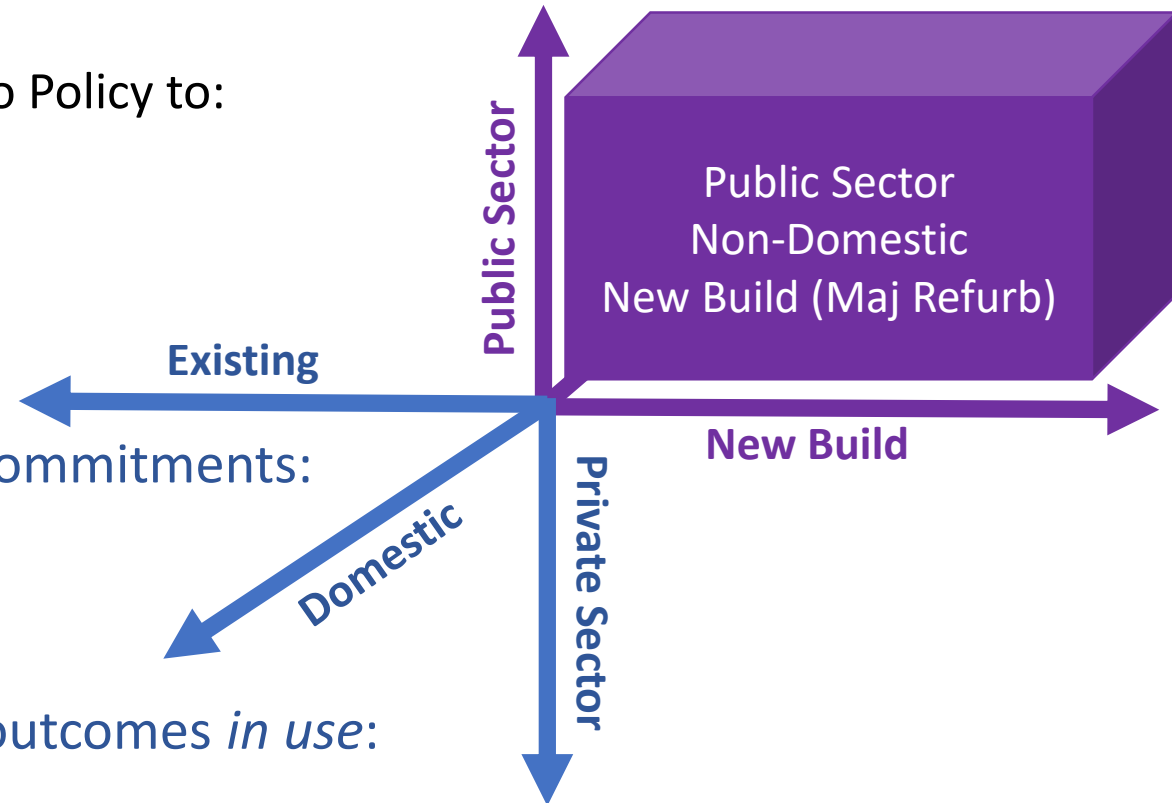 o Policy to:
Public Sector
Public Sector
Non-Domestic
New Build (Maj Refurb)
Existing
New Build
ommitments:
Domestic
Private Sector
outcomes in use: